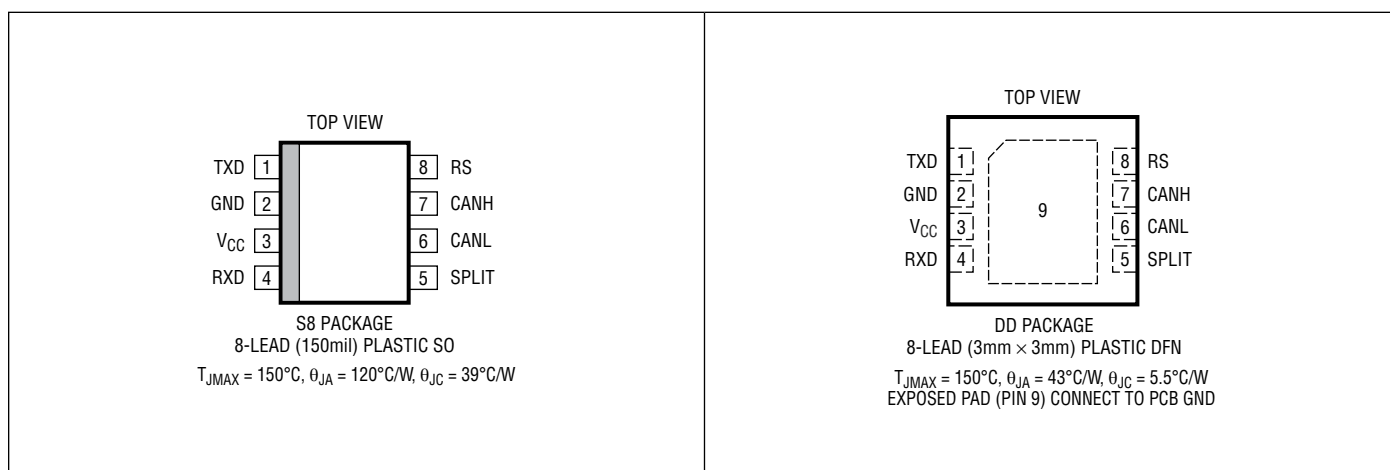 TOP VIEW
TXD 1 8 RS
GND 2 7 CANH
VCC 3 6 CANL
RXD 4 5 SPLIT
S8 PACKAGE
8-LEAD (150mil) PLASTIC SO
TJMAX = 150°C, θJA = 120°C/W, θJC = 39°C/W
TOP VIEW
TXD 1 8 RS
GND 2 7 CANH
9
VCC 3 6 CANL
RXD 4 5 SPLIT
DD PACKAGE
8-LEAD (3mm × 3mm) PLASTIC DFN
TJMAX = 150°C, θJA = 43°C/W, θJC = 5.5°C/W
EXPOSED PAD (PIN 9) CONNECT TO PCB GND